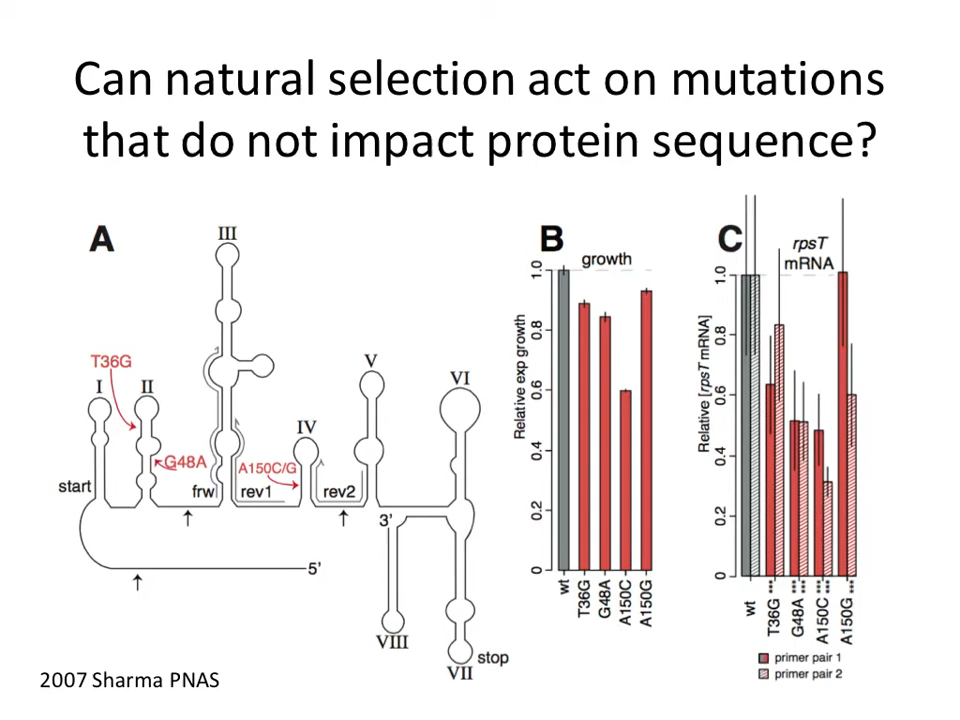 Can natural selection act on mutations
that do not impact protein sequence?
A
III
T36G
I
II
V
VI
IV
G48A
A150C/G
start
frw
rev1
rev2
3'
5'
VIII
VII
stop
B
growth
Relative exp growth
1.0
0.8
0.6
0.4
0.2
0
wt
T36G
G48A
A150C
A150G
C
rpsT
mRNA
Relative [rpsT mRNA]
1.0
0.8
0.6
0.4
0.2
0
wt
T36G ***
G48A *** ***
A150C *** ***
A150G ***
primer pair 1
primer pair 2
2007 Sharma PNAS